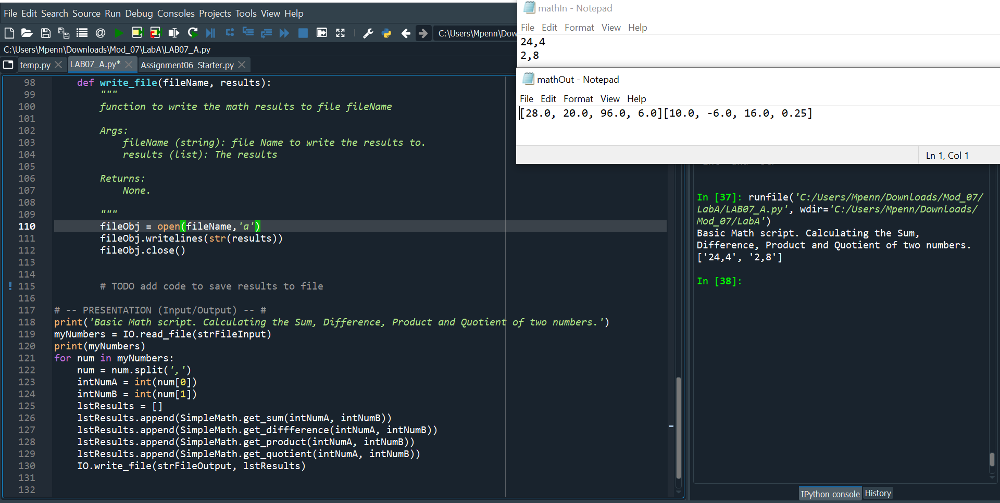 File Edit Search Source Run Debug Consoles Projects Tools View Help
C:\Users\Mpenn\Dow
C:\Users\Mpenn\Downloads\Mod_07\LabA\LAB07_A.py
temp.py
LAB07_A.py*
Assignment06_Starter.py
98 def write_file(fileName, results):
99 """
100 function to write the math results to file fileName
101
102 Args:
103 fileName (string): file Name to write the results to.
104 results (list): The results
105
106 Returns:
107 None.
108
109 """
110 fileObj = open(fileName,'a')
111 fileObj.writelines(str(results))
112 fileObj.close()
113
114
115 # TODO add code to save results to file
116
117 # -- PRESENTATION (Input/Output) -- #
118 print('Basic Math script. Calculating the Sum, Difference, Product and Quotient of two numbers.')
119 myNumbers = IO.read_file(strFileInput)
120 print(myNumbers)
121 for num in myNumbers:
122 num = num.split(',')
123 intNumA = int(num[0])
124 intNumB = int(num[1])
125 lstResults = []
126 lstResults.append(SimpleMath.get_sum(intNumA, intNumB))
127 lstResults.append(SimpleMath.get_diffference(intNumA, intNumB))
128 lstResults.append(SimpleMath.get_product(intNumA, intNumB))
129 lstResults.append(SimpleMath.get_quotient(intNumA, intNumB))
130 IO.write_file(strFileOutput, lstResults)
131
132
mathIn - Notepad
File Edit Format View Help
24,4
2,8
mathOut - Notepad
File Edit Format View Help
[28.0, 20.0, 96.0, 6.0][10.0, -6.0, 16.0, 0.25]
Ln 1, Col 1
In [37]: runfile('C:/Users/Mpenn/Downloads/Mod_07/
LabA/LAB07_A.py', wdir='C:/Users/Mpenn/Downloads/
Mod_07/LabA')
Basic Math script. Calculating the Sum,
Difference, Product and Quotient of two numbers.
['24,4', '2,8']
In [38]:
IPython console
History